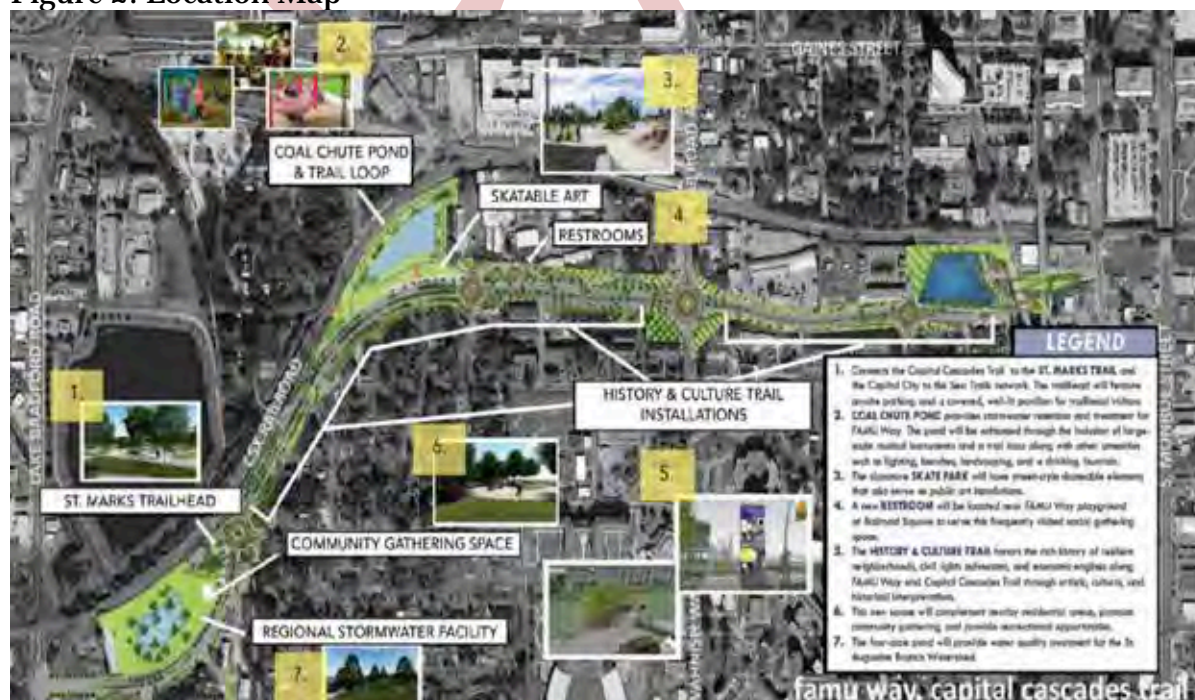 Figure 2: Location Map
GAINES STREET
2.
3.
COAL CHUTE POND
& TRAIL LOOP
SKATABLE ART
4.
RESTROOMS
LAKE BRADFORD ROAD
S. MONROE STREET
LEGEND
1. Connects the Capital Cascades Trail to the ST. MARKS TRAIL and
the Capital City to the Sea Trails network. The trailhead will feature
onsite parking and a covered, well-lit pavilion for trailhead visitors.
2. COAL CHUTE POND provides stormwater retention and treatment for
FAMU Way. The pond will be enhanced through the inclusion of large-
scale musical instruments and a trail loop along with other amenities
such as lighting, benches, landscaping, and a drinking fountain.
3. The signature SKATE PARK will have street-style skateable elements
that also serve as public art installations.
4. A new RESTROOM will be located near FAMU Way playground
at Railroad Square to serve this frequently visited social gathering
space.
5. The HISTORY & CULTURE TRAIL honors the rich history of resilient
neighborhoods, civil rights advocates, and economic engines along
FAMU Way and Capital Cascades Trail through artistic, cultural, and
historical interpretation.
6. This new space will complement nearby residential areas, promote
community gathering, and provide recreational opportunities.
7. The four-acre pond will provide water quality treatment for the St.
Augustine Branch Watershed.
HISTORY & CULTURE TRAIL
INSTALLATIONS
1.
CSX RAILROAD
6.
5.
ST. MARKS TRAILHEAD
COMMUNITY GATHERING SPACE
REGIONAL STORMWATER FACILITY
7.
famu way, capital cascades trail